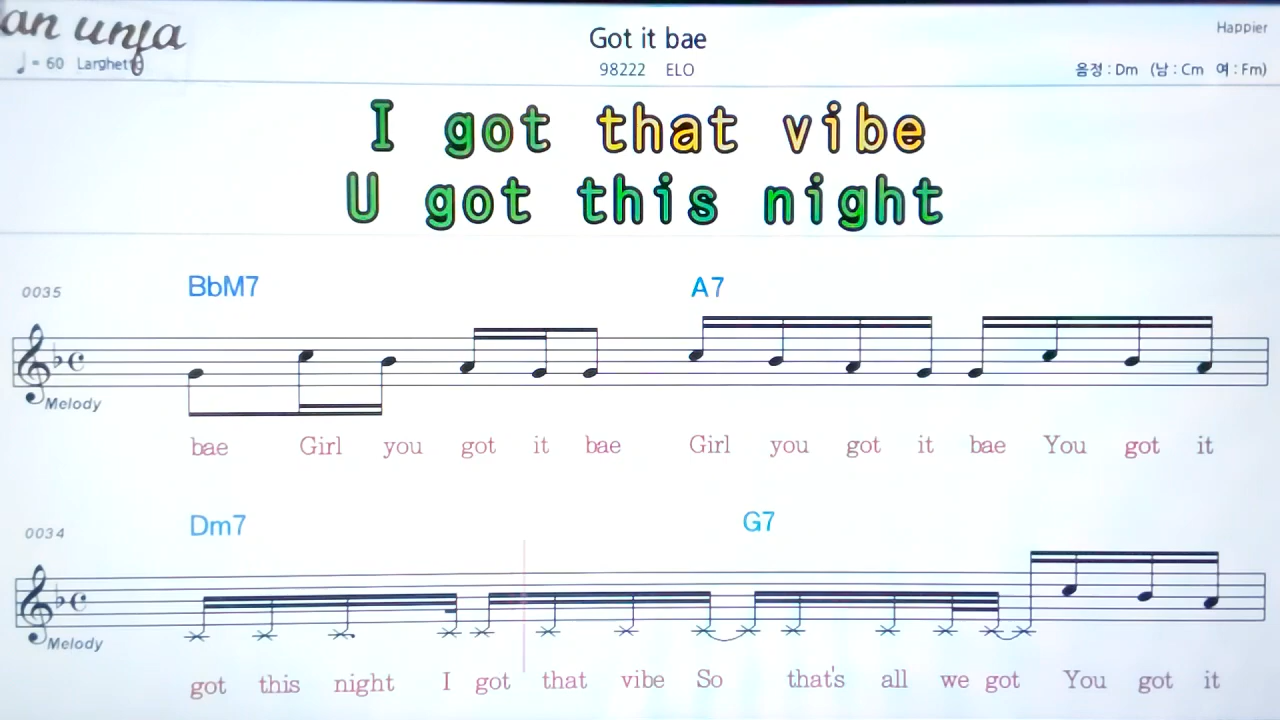 an unfa
Got it bae
Happier
♩ = 60 Larghetto
98222 ELO
음정 : Dm (남 : Cm 여 : Fm)
I got that vibe
U got this night
0035
BbM7 A7
Melody
bae Girl you got it bae Girl you got it bae You got it
0034
Dm7 G7
Melody
got this night I got that vibe So that's all we got You got it